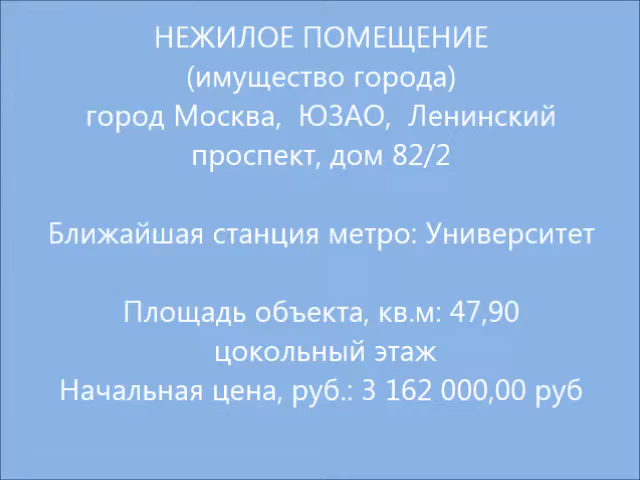 НЕЖИЛОЕ ПОМЕЩЕНИЕ
(имущество города)
город Москва, ЮЗАО, Ленинский
проспект, дом 82/2
Ближайшая станция метро: Университет
Площадь объекта, кв.м: 47,90
цокольный этаж
Начальная цена, руб.: 3 162 000,00 руб